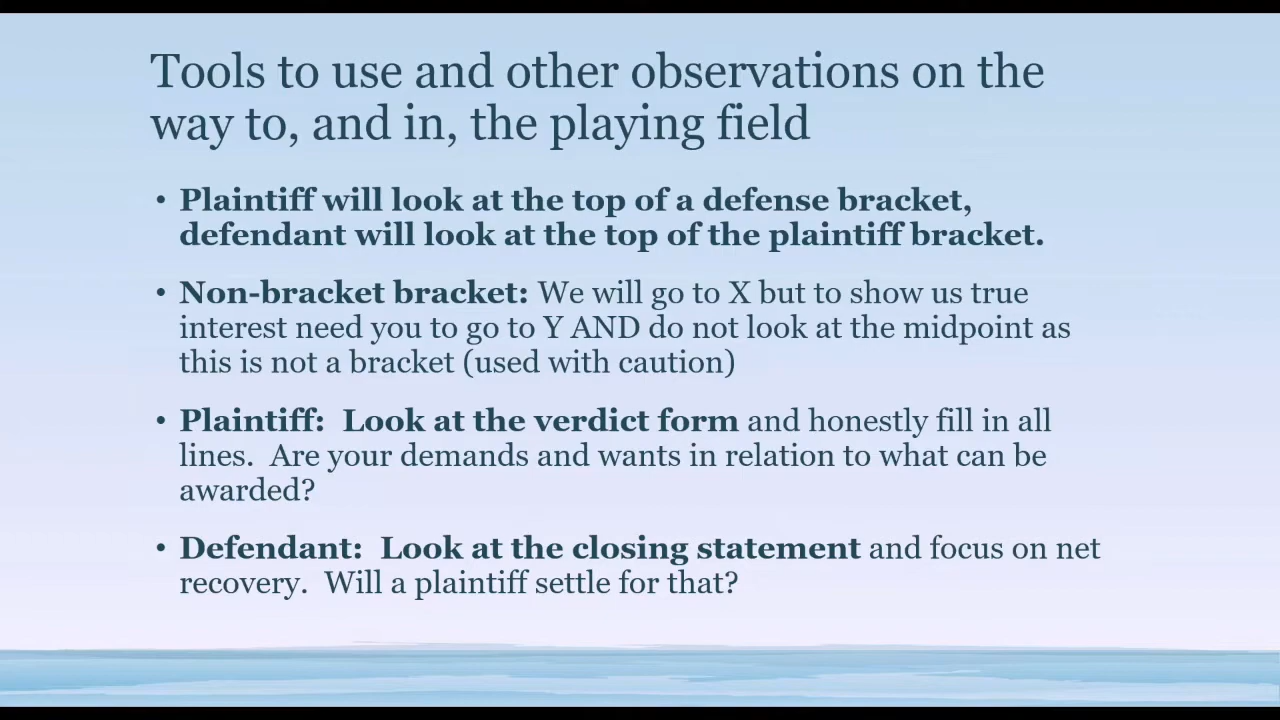 Tools to use and other observations on the
way to, and in, the playing field
• Plaintiff will look at the top of a defense bracket,
defendant will look at the top of the plaintiff bracket.
• Non-bracket bracket: We will go to X but to show us true
interest need you to go to Y AND do not look at the midpoint as
this is not a bracket (used with caution)
• Plaintiff:  Look at the verdict form and honestly fill in all
lines.  Are your demands and wants in relation to what can be
awarded?
• Defendant:  Look at the closing statement and focus on net
recovery.  Will a plaintiff settle for that?